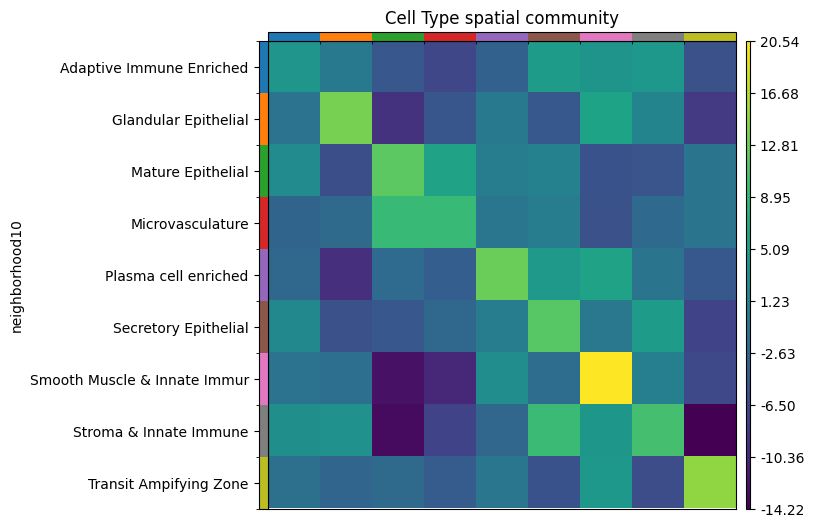 Cell Type spatial community
neighborhood10
Adaptive Immune Enriched
Glandular Epithelial
Mature Epithelial
Microvasculature
Plasma cell enriched
Secretory Epithelial
Smooth Muscle & Innate Immur
Stroma & Innate Immune
Transit Ampifying Zone
20.54
16.68
12.81
8.95
5.09
1.23
-2.63
-6.50
-10.36
-14.22